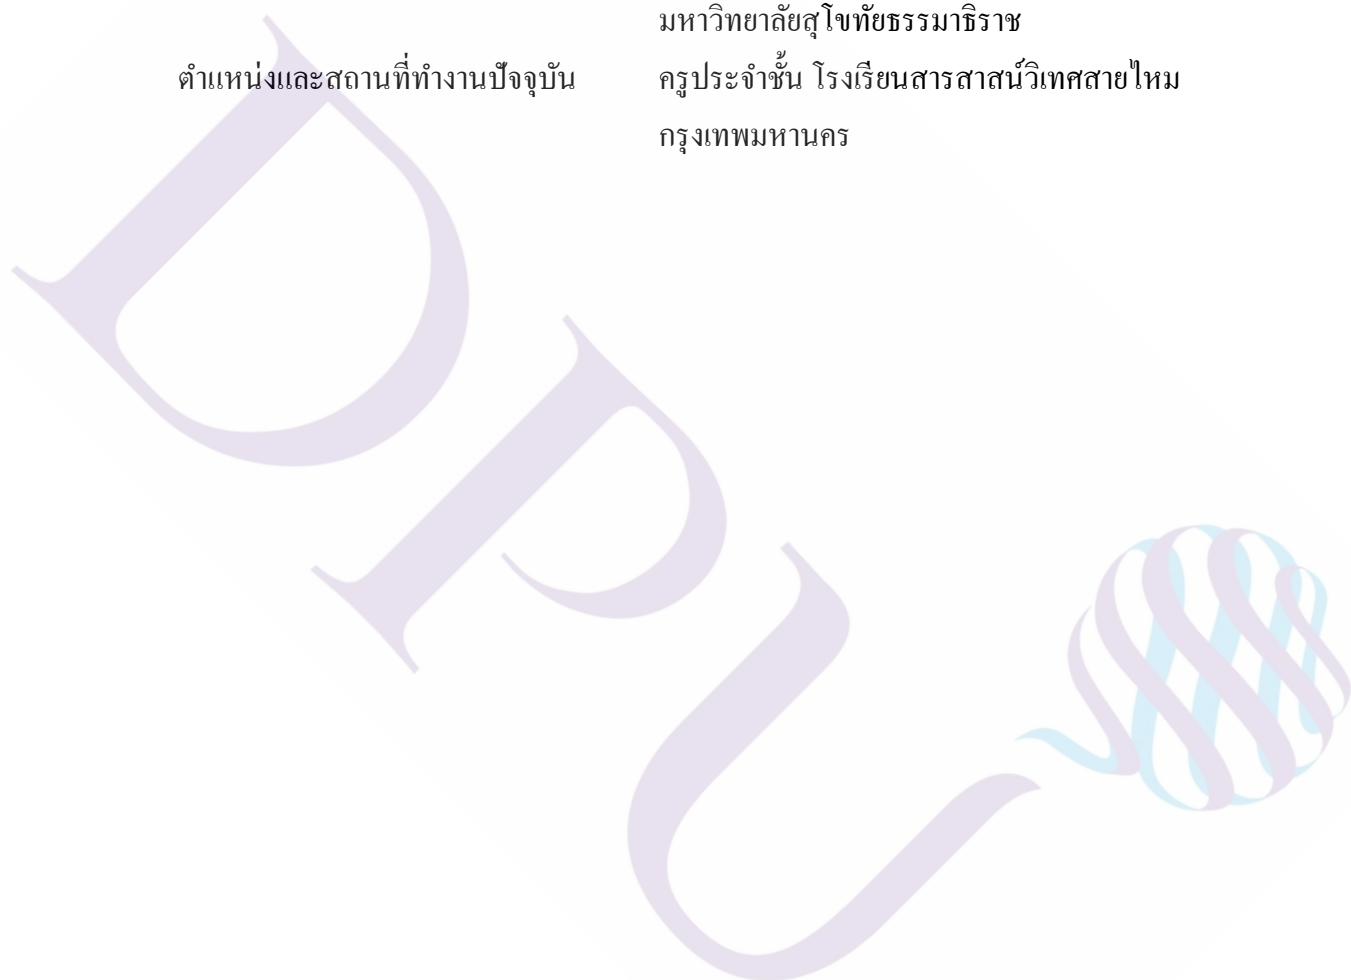 มหาวิทยาลัยสุโขทัยธรรมาธิราช
ตำแหน่งและสถานที่ทำงานปัจจุบัน ครูประจำชั้น โรงเรียนสารสาสน์วิเทศสายไหม
กรุงเทพมหานคร
DPU